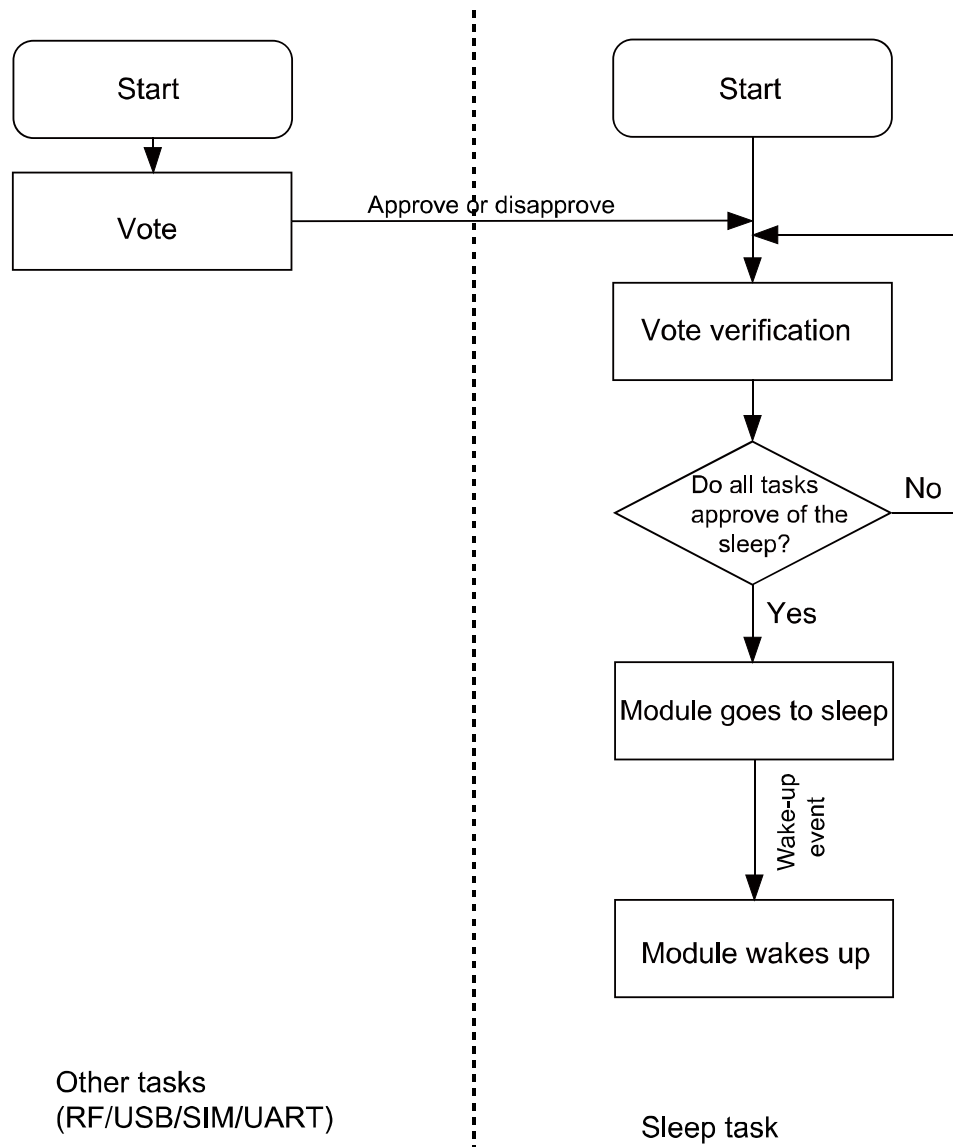 Start
Vote
Approve or disapprove
Start
Vote verification
Do all tasks
approve of the
sleep?
No
Yes
Module goes to sleep
Wake-up
event
Module wakes up
Other tasks
(RF/USB/SIM/UART)
Sleep task